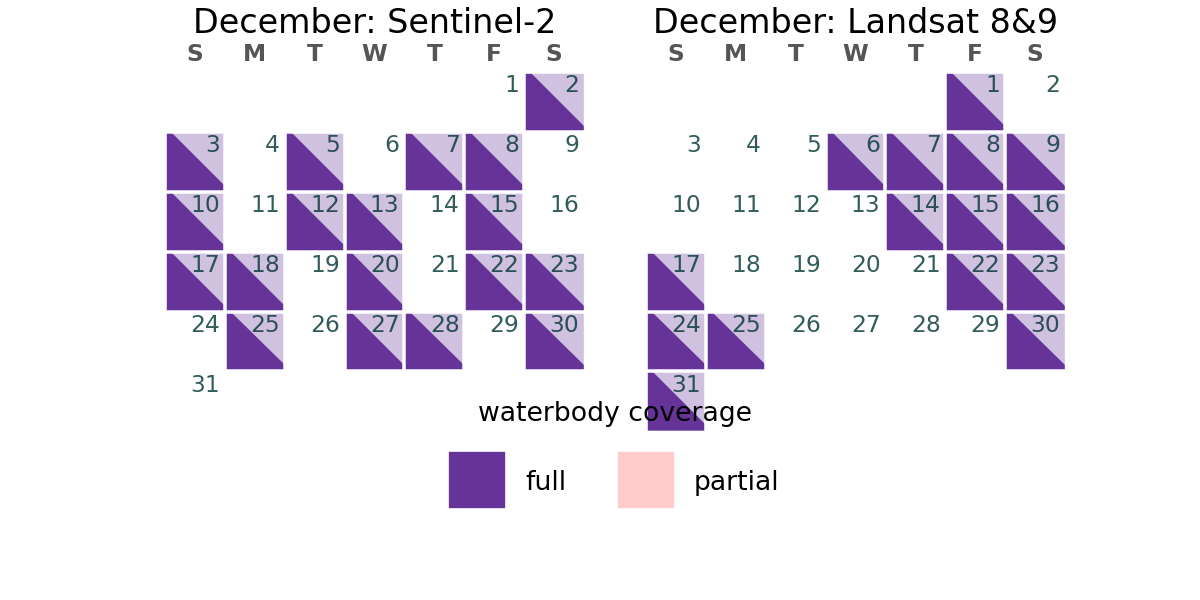 December: Sentinel-2
S M T W T F S
1 2
3 4 5 6 7 8 9
10 11 12 13 14 15 16
17 18 19 20 21 22 23
24 25 26 27 28 29 30
31
December: Landsat 8&9
S M T W T F S
1 2
3 4 5 6 7 8 9
10 11 12 13 14 15 16
17 18 19 20 21 22 23
24 25 26 27 28 29 30
31
waterbody coverage
full partial